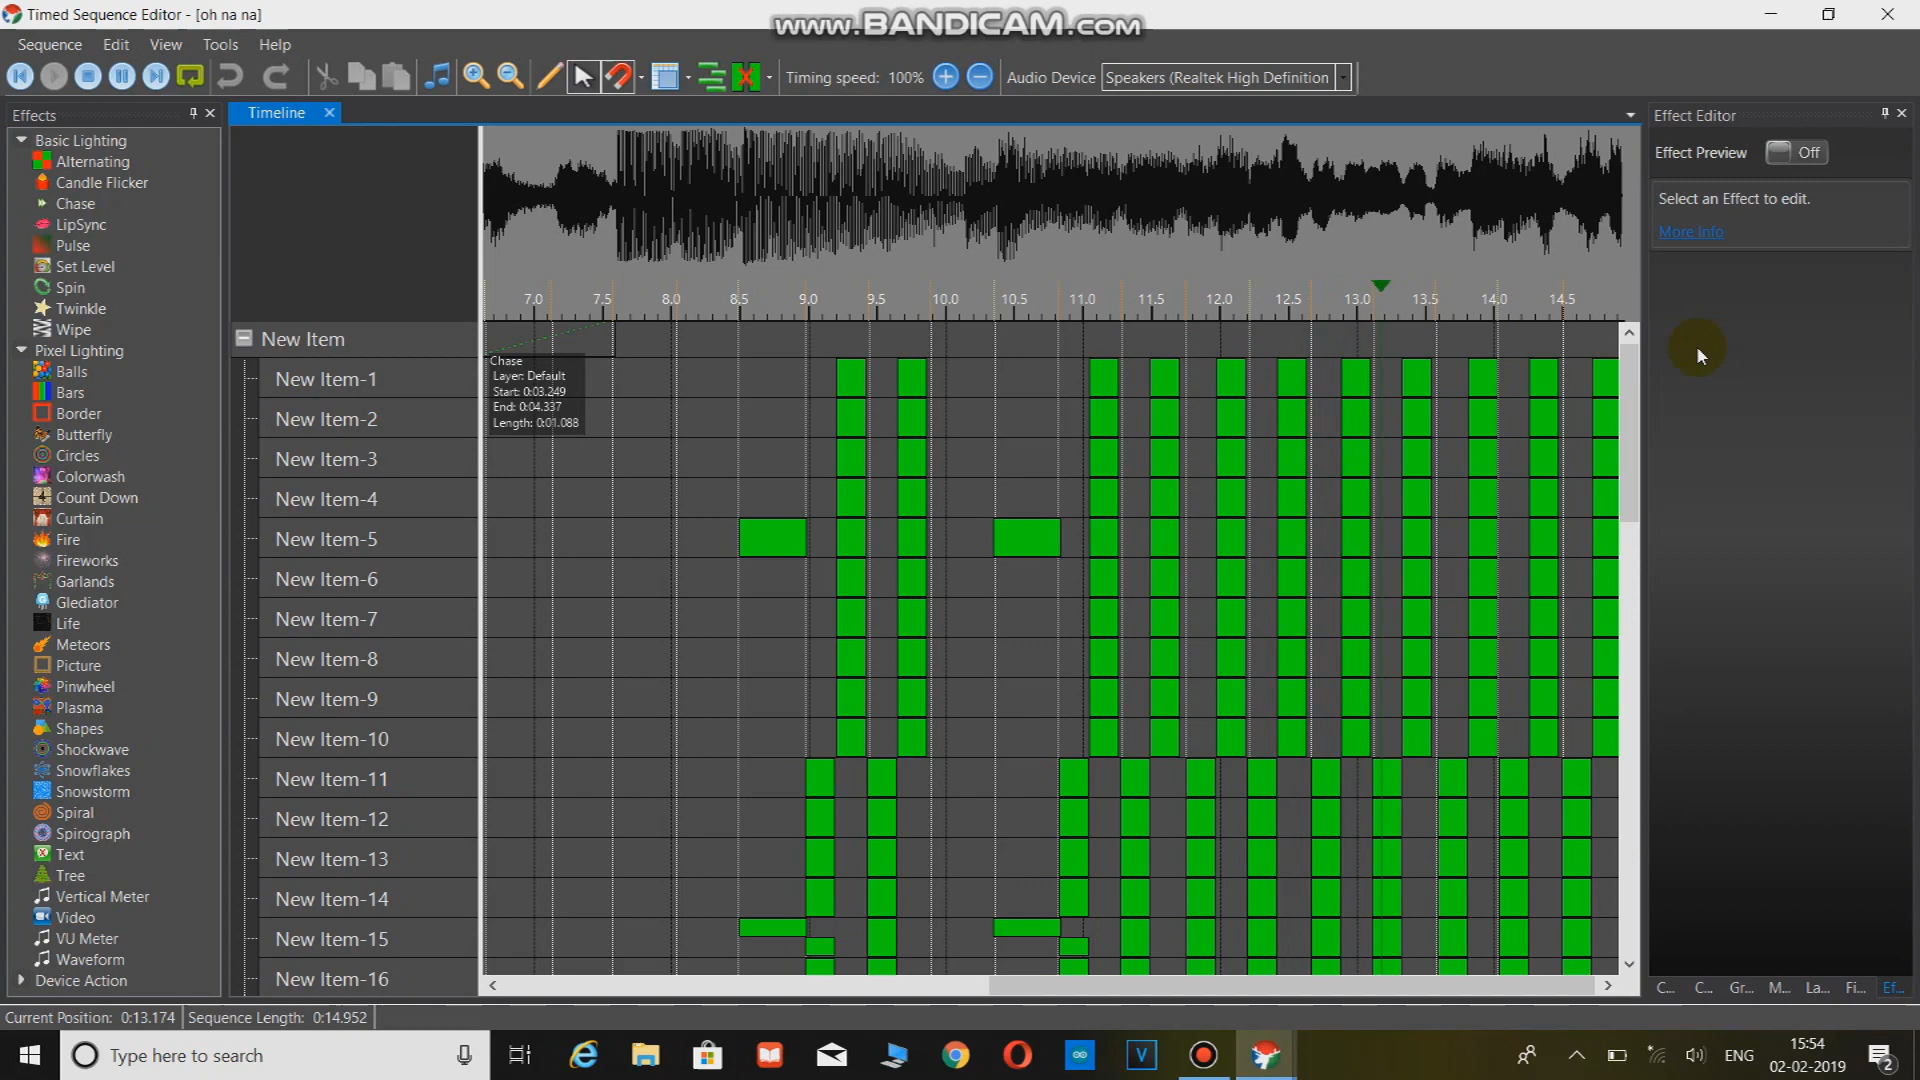 Timed Sequence Editor - [oh na na]
www.BANDICAM.com
Sequence Edit View Tools Help
Timing speed: 100% Audio Device Speakers (Realtek High Definition
Effects
Basic Lighting
Alternating
Candle Flicker
Chase
LipSync
Pulse
Set Level
Spin
Twinkle
Wipe
Pixel Lighting
Balls
Bars
Border
Butterfly
Circles
Colorwash
Count Down
Curtain
Fire
Fireworks
Garlands
Glediator
Life
Meteors
Picture
Pinwheel
Plasma
Shapes
Shockwave
Snowflakes
Snowstorm
Spiral
Spirograph
Text
Tree
Vertical Meter
Video
VU Meter
Waveform
Device Action
Timeline
7.0 7.5 8.0 8.5 9.0 9.5 10.0 10.5 11.0 11.5 12.0 12.5 13.0 13.5 14.0 14.5
New Item
New Item-1
New Item-2
New Item-3
New Item-4
New Item-5
New Item-6
New Item-7
New Item-8
New Item-9
New Item-10
New Item-11
New Item-12
New Item-13
New Item-14
New Item-15
New Item-16
Chase
Layer: Default
Start: 0:03.249
End: 0:04.337
Length: 0:01.088
Effect Editor
Effect Preview Off
Select an Effect to edit.
More Info
C... C... Gr... M... La... Fi... Ef...
Current Position: 0:13.174 Sequence Length: 0:14.952
Type here to search
ENG
15:54
02-02-2019
2